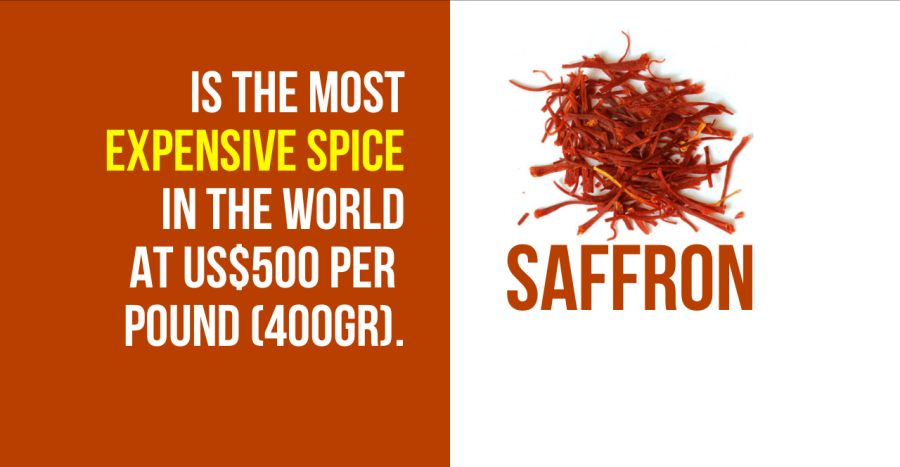 IS THE MOST
EXPENSIVE SPICE
IN THE WORLD
AT US$500 PER
POUND (400GR).
SAFFRON